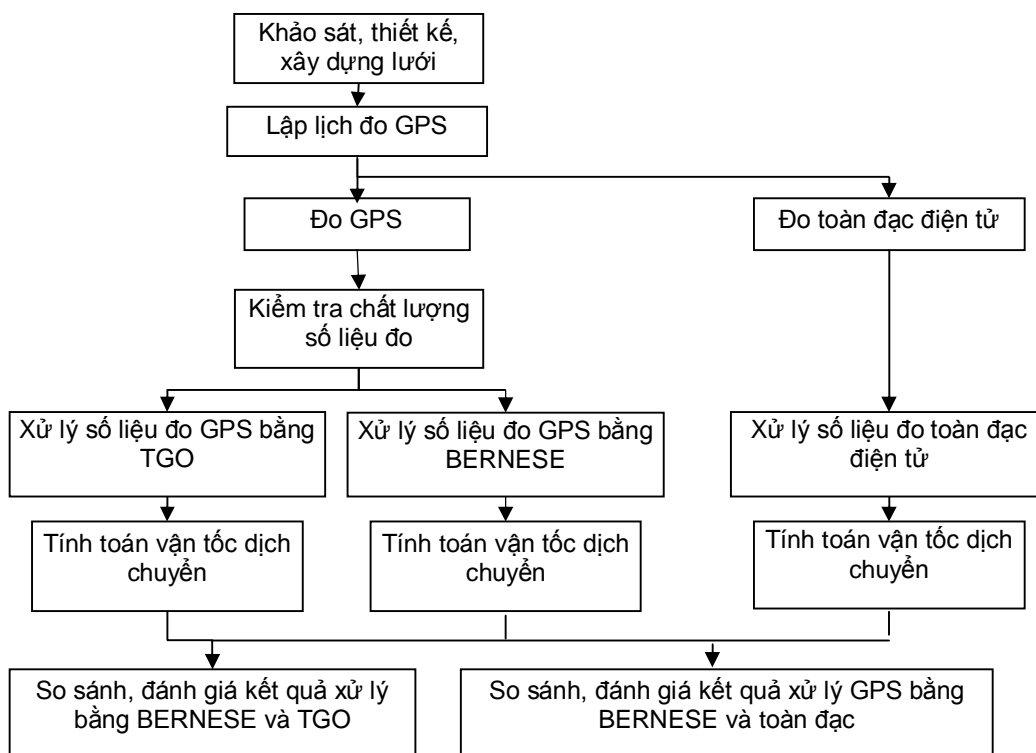 Khảo sát, thiết kế,
xây dựng lưới
Lập lịch đo GPS
Đo GPS
Đo toàn đạc điện tử
Kiểm tra chất lượng
số liệu đo
Xử lý số liệu đo GPS bằng
TGO
Xử lý số liệu đo GPS bằng
BERNESE
Xử lý số liệu đo toàn đạc
điện tử
Tính toán vận tốc dịch
chuyển
Tính toán vận tốc dịch
chuyển
Tính toán vận tốc dịch
chuyển
So sánh, đánh giá kết quả xử lý
bằng BERNESE và TGO
So sánh, đánh giá kết quả xử lý GPS bằng
BERNESE và toàn đạc